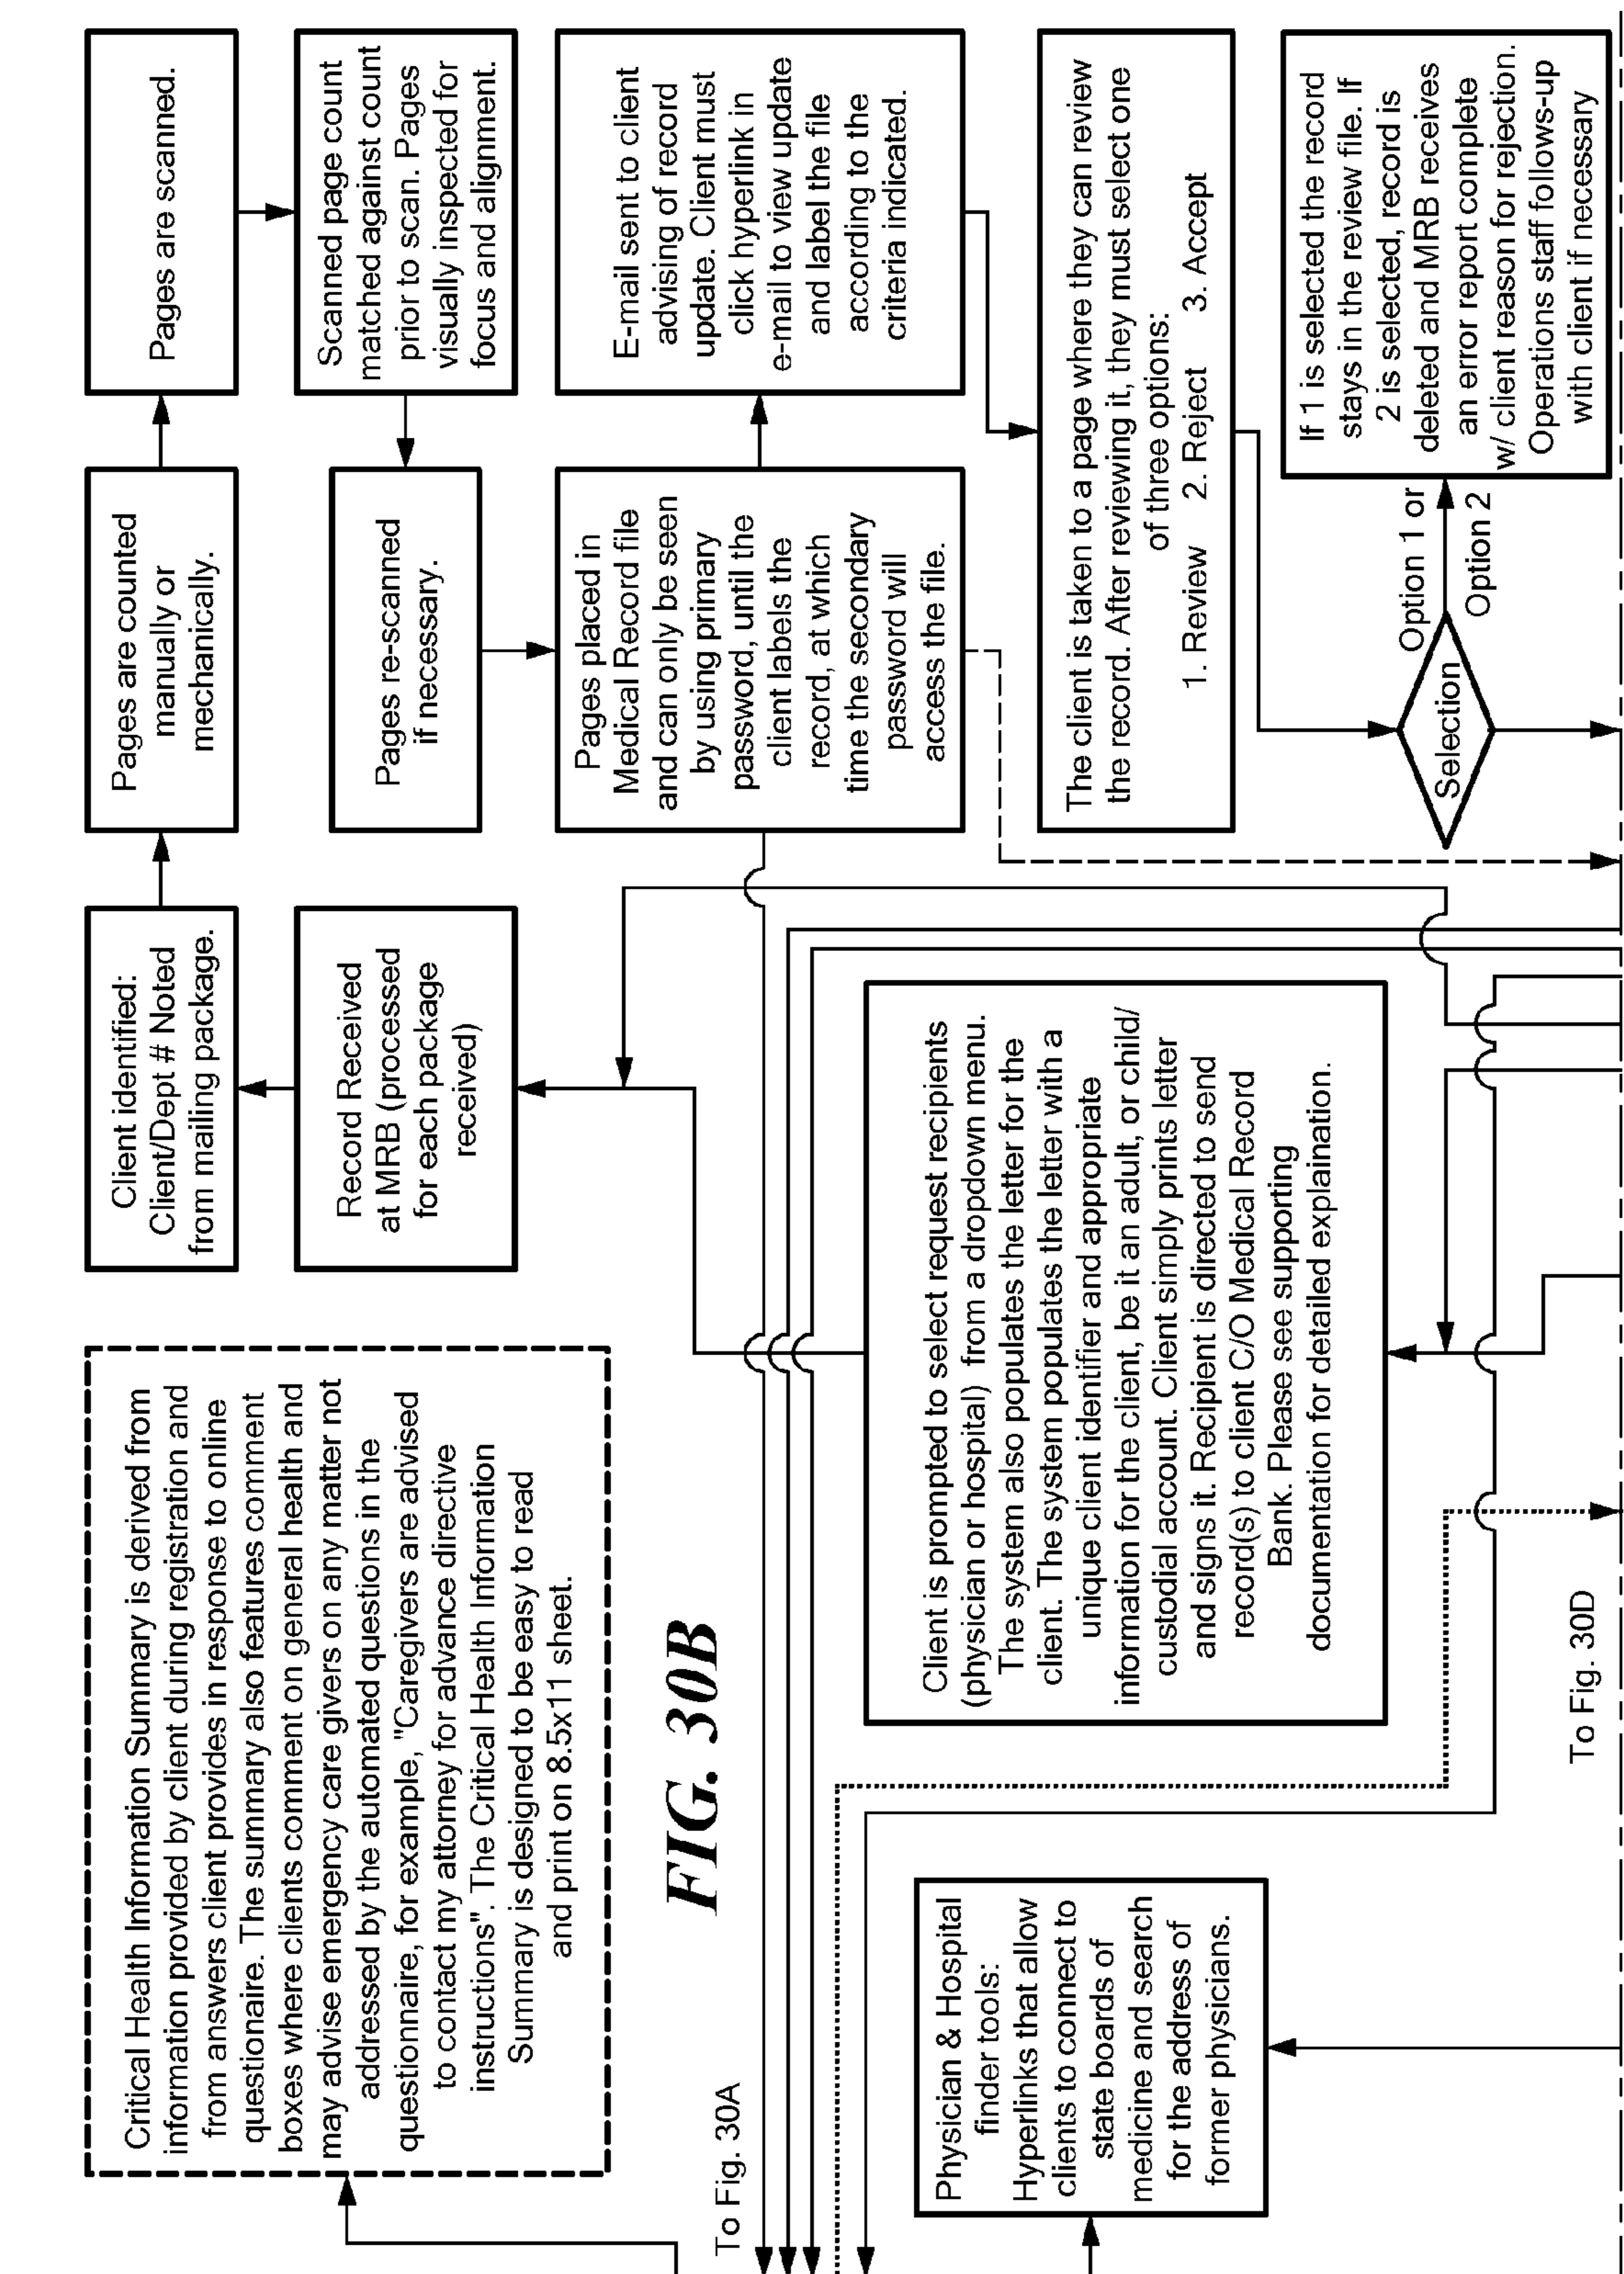 Critical Health Information Summary is derived from
information provided by client during registration and
from answers client provides in response to online
questionaire. The summary also features comment
boxes where clients comment on general health and
may advise emergency care givers on any matter not
addressed by the automated questions in the
questionnaire, for example, "Caregivers are advised
to contact my attorney for advance directive
instructions". The Critical Health Information
Summary is designed to be easy to read
and print on 8.5x11 sheet.
Client identified:
Client/Dept # Noted
from mailing package.
Pages are counted
manually or
mechanically.
Pages are scanned.
Record Received
at MRB (processed
for each package
received)
Pages re-scanned
if necessary.
Scanned page count
matched against count
prior to scan. Pages
visually inspected for
focus and alignment.
Pages placed in
Medical Record file
and can only be seen
by using primary
password, until the
client labels the
record, at which
time the secondary
password will
access the file.
E-mail sent to client
advising of record
update. Client must
click hyperlink in
e-mail to view update
and label the file
according to the
criteria indicated.
FIG. 30B
To Fig. 30A
Physician & Hospital
finder tools:
Hyperlinks that allow
clients to connect to
state boards of
medicine and search
for the address of
former physicians.
Client is prompted to select request recipients
(physician or hospital) from a dropdown menu.
The system also populates the letter for the
client. The system populates the letter with a
unique client identifier and appropriate
information for the client, be it an adult, or child/
custodial account. Client simply prints letter
and signs it. Recipient is directed to send
record(s) to client C/O Medical Record
Bank. Please see supporting
documentation for detailed explaination.
The client is taken to a page where they can review
the record. After reviewing it, they must select one
of three options:
1. Review 2. Reject 3. Accept
Selection
Option 1 or
Option 2
If 1 is selected the record
stays in the review file. If
2 is selected, record is
deleted and MRB receives
an error report complete
w/ client reason for rejection.
Operations staff follows-up
with client if necessary
To Fig. 30D